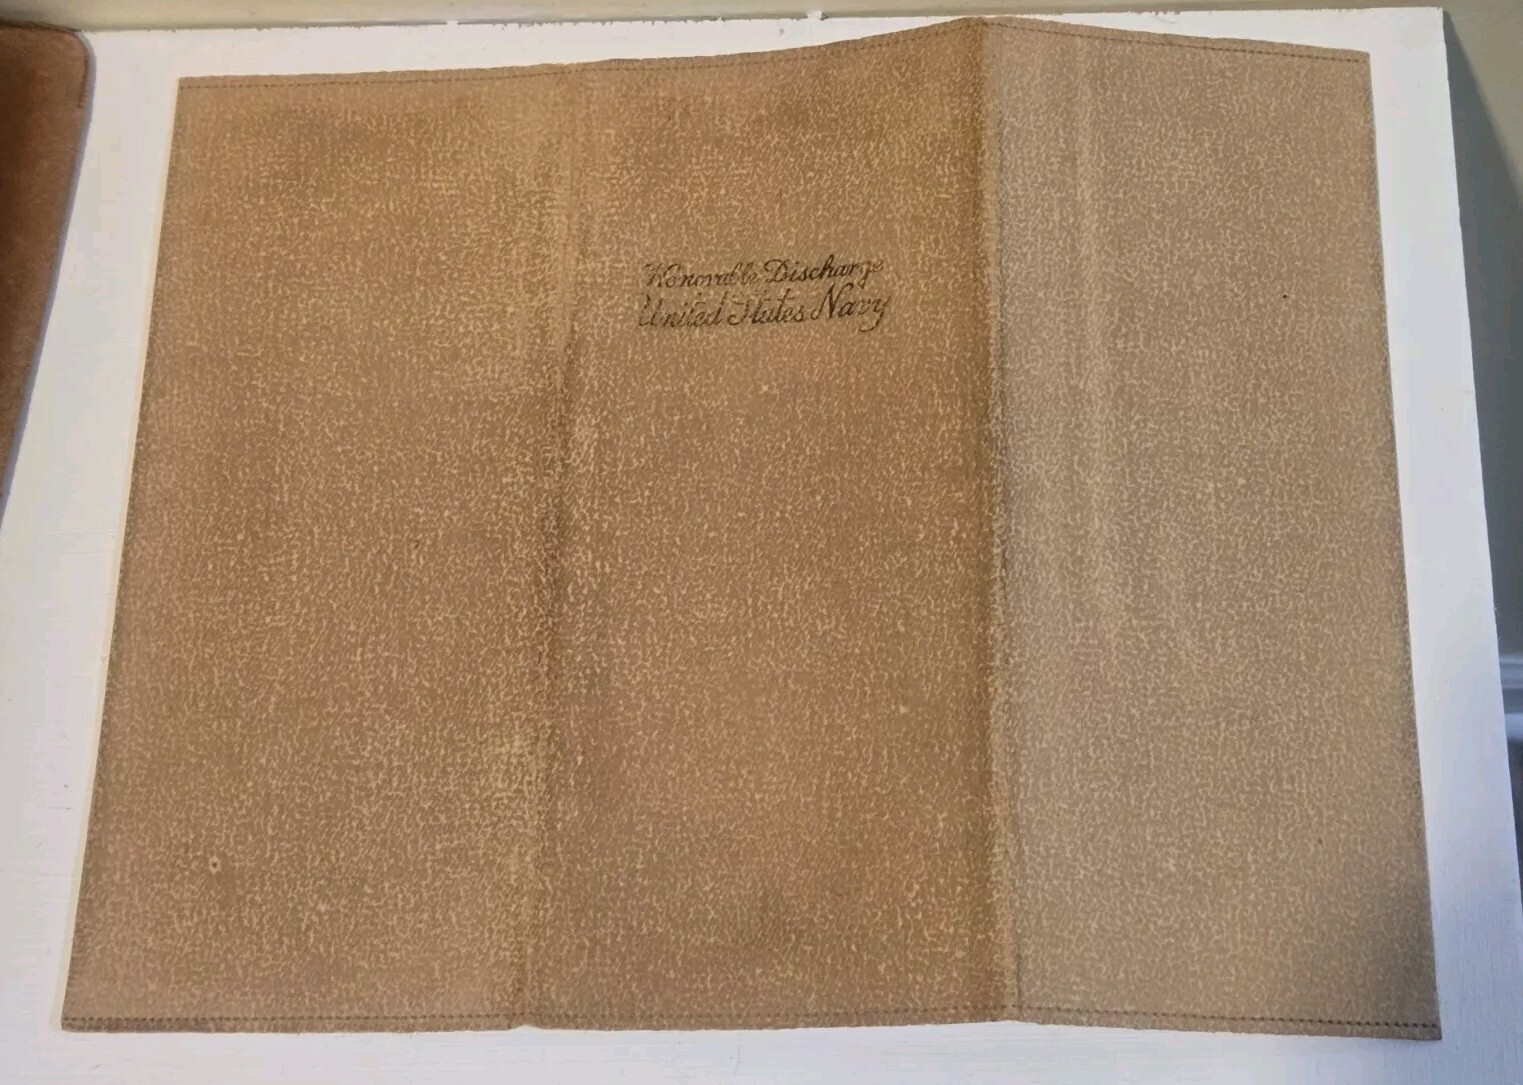 Honorable Discharge
United States Navy